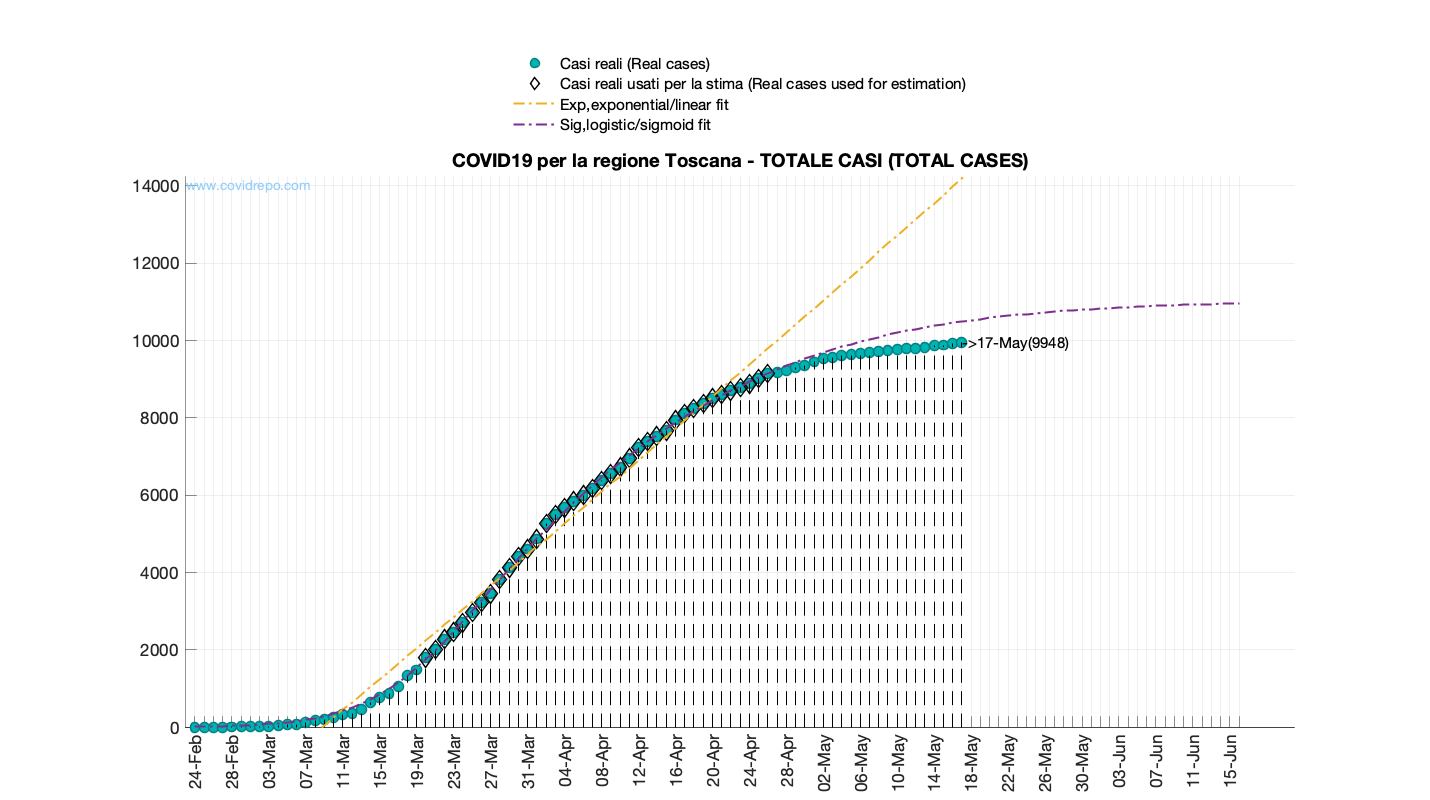 Casi reali (Real cases)
Casi reali usati per la stima (Real cases used for estimation)
Exp,exponential/linear fit
Sig,logistic/sigmoid fit
COVID19 per la regione Toscana - TOTALE CASI (TOTAL CASES)
www.covidrepo.com
14000
12000
10000
8000
6000
4000
2000
0
>17-May(9948)
24-Feb
28-Feb
03-Mar
07-Mar
11-Mar
15-Mar
19-Mar
23-Mar
27-Mar
31-Mar
04-Apr
08-Apr
12-Apr
16-Apr
20-Apr
24-Apr
28-Apr
02-May
06-May
10-May
14-May
18-May
22-May
26-May
30-May
03-Jun
07-Jun
11-Jun
15-Jun